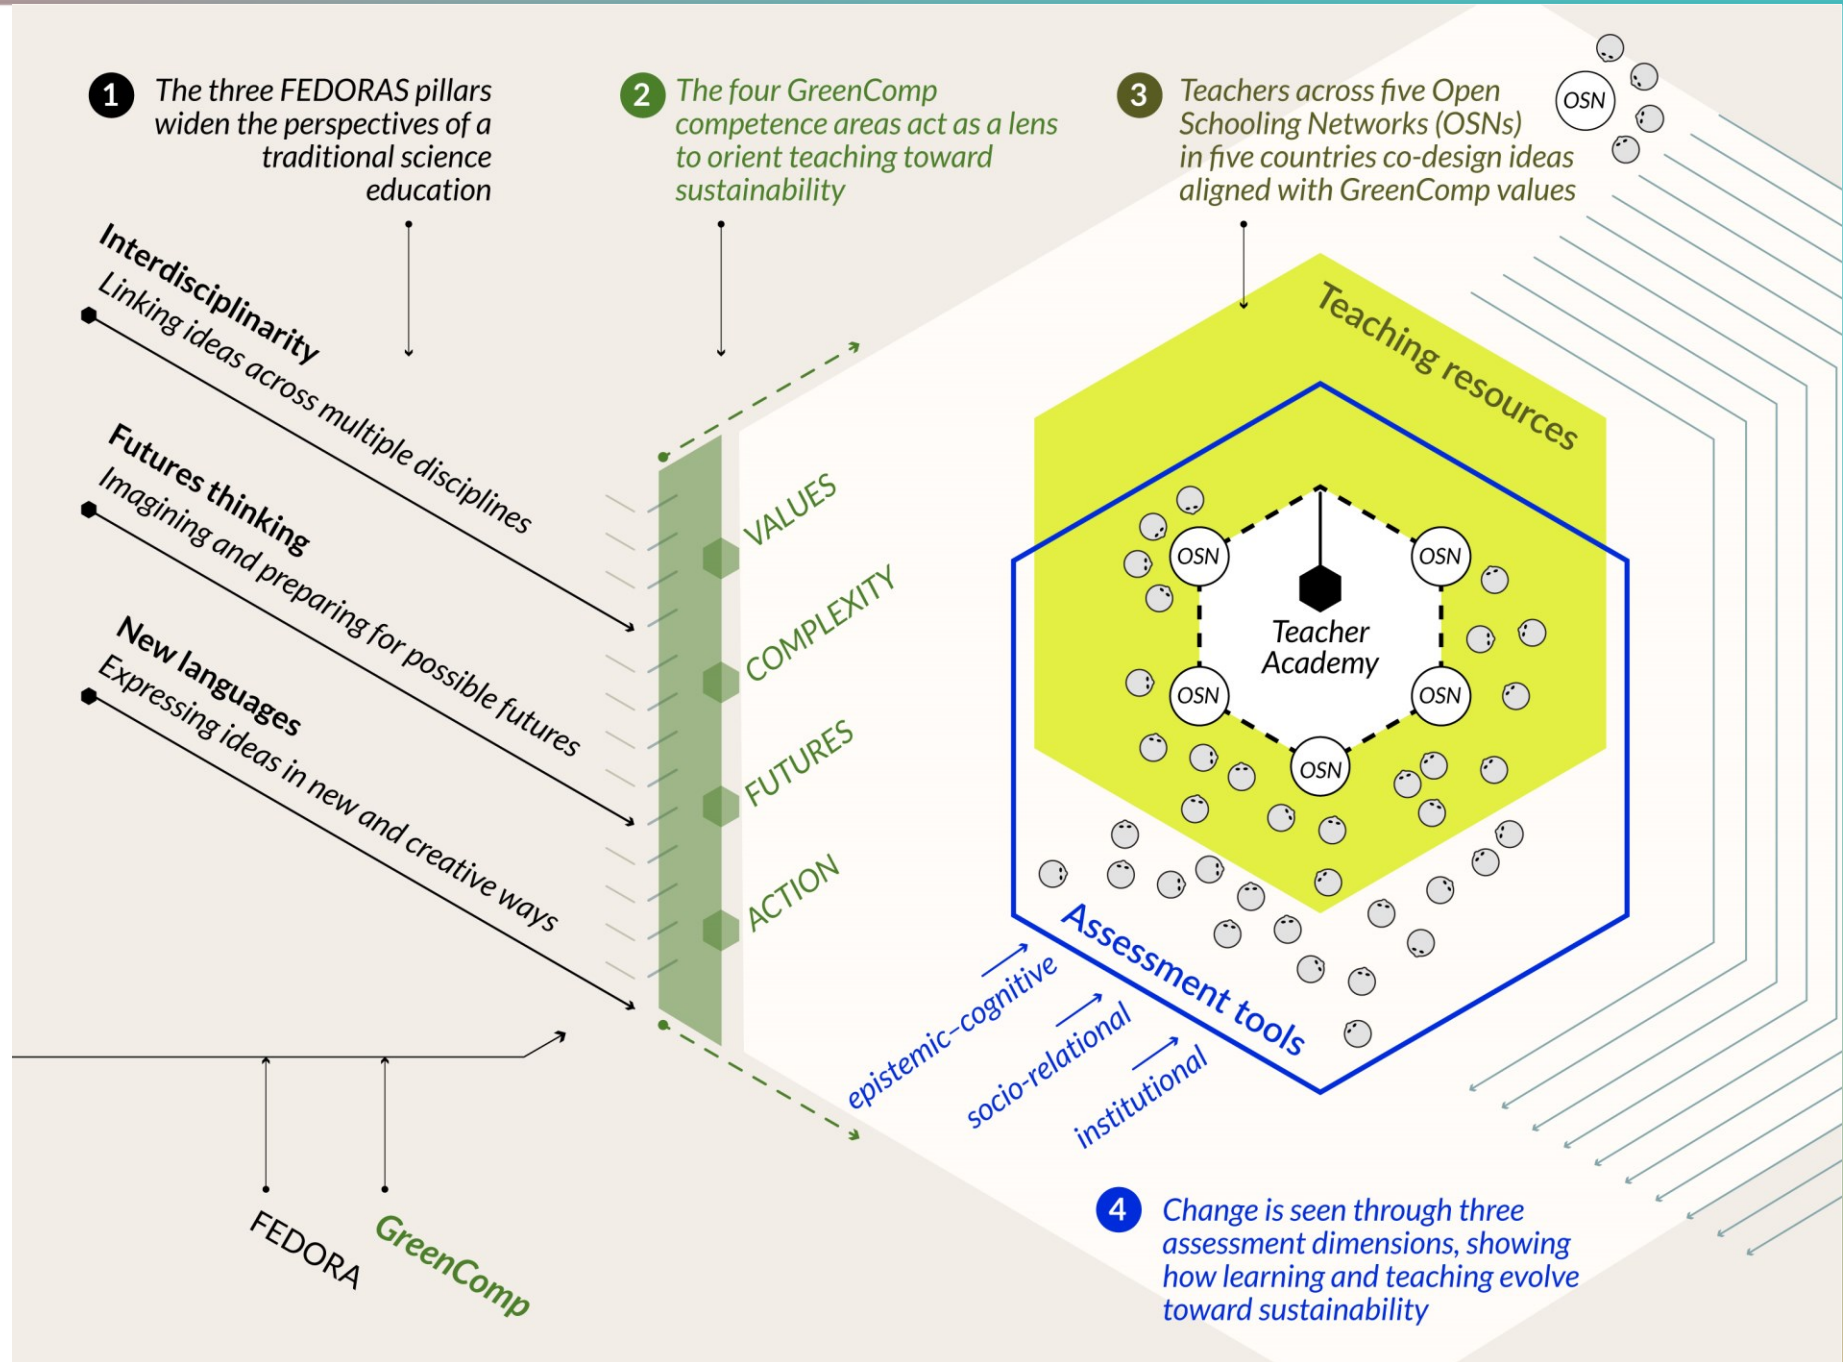 1
The three FEDORAS pillars
widen the perspectives of a
traditional science
education
2
The four GreenComp
competence areas act as a lens
to orient teaching toward
sustainability
3
Teachers across five Open
Schooling Networks (OSNs)
in five countries co-design ideas
aligned with GreenComp values
OSN
Interdisciplinarity
Linking ideas across multiple disciplines
Futures thinking
Imagining and preparing for possible futures
New languages
Expressing ideas in new and creative ways
VALUES
COMPLEXITY
FUTURES
ACTION
Teaching resources
OSN
OSN
Teacher
Academy
OSN
OSN
OSN
Assessment tools
epistemic–cognitive
socio-relational
institutional
FEDORA
GreenComp
4
Change is seen through three
assessment dimensions, showing
how learning and teaching evolve
toward sustainability